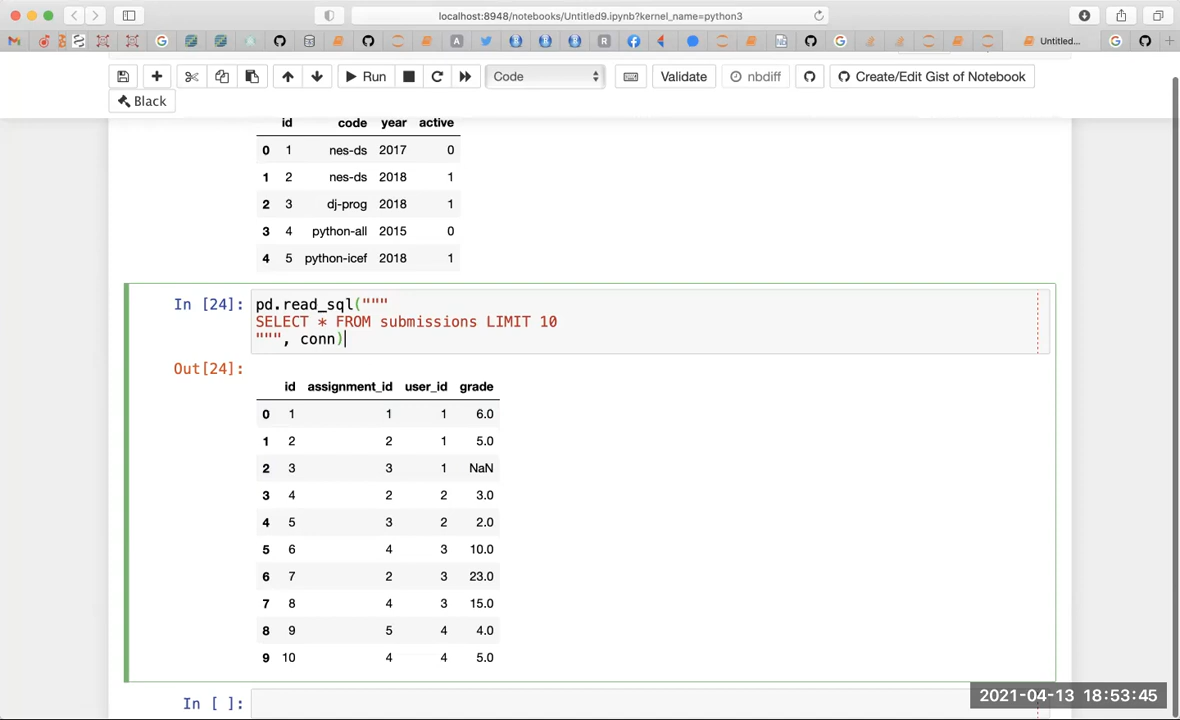 localhost:8948/notebooks/Untitled9.ipynb?kernel_name=python3
Untitled...
Run
Code
Validate
nbdiff
Create/Edit Gist of Notebook
Black
id code year active
0 1 nes-ds 2017 0
1 2 nes-ds 2018 1
2 3 dj-prog 2018 1
3 4 python-all 2015 0
4 5 python-icef 2018 1
In [24]: pd.read_sql("""
SELECT * FROM submissions LIMIT 10
""", conn)
Out[24]:
id assignment_id user_id grade
0 1 1 1 6.0
1 2 2 1 5.0
2 3 3 1 NaN
3 4 2 2 3.0
4 5 3 2 2.0
5 6 4 3 10.0
6 7 2 3 23.0
7 8 4 3 15.0
8 9 5 4 4.0
9 10 4 4 5.0
In [ ]:
2021-04-13 18:53:45